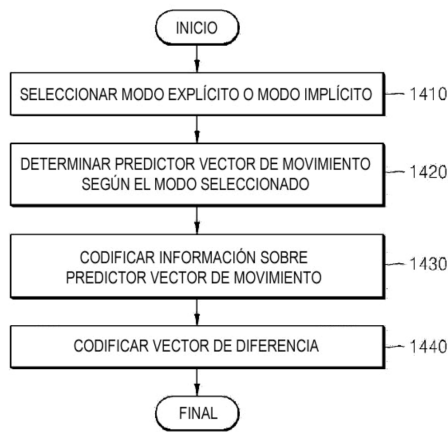 INICIO
SELECCIONAR MODO EXPLÍCITO O MODO IMPLÍCITO
1410
DETERMINAR PREDICTOR VECTOR DE MOVIMIENTO
SEGÚN EL MODO SELECCIONADO
1420
CODIFICAR INFORMACIÓN SOBRE
PREDICTOR VECTOR DE MOVIMIENTO
1430
CODIFICAR VECTOR DE DIFERENCIA
1440
FINAL